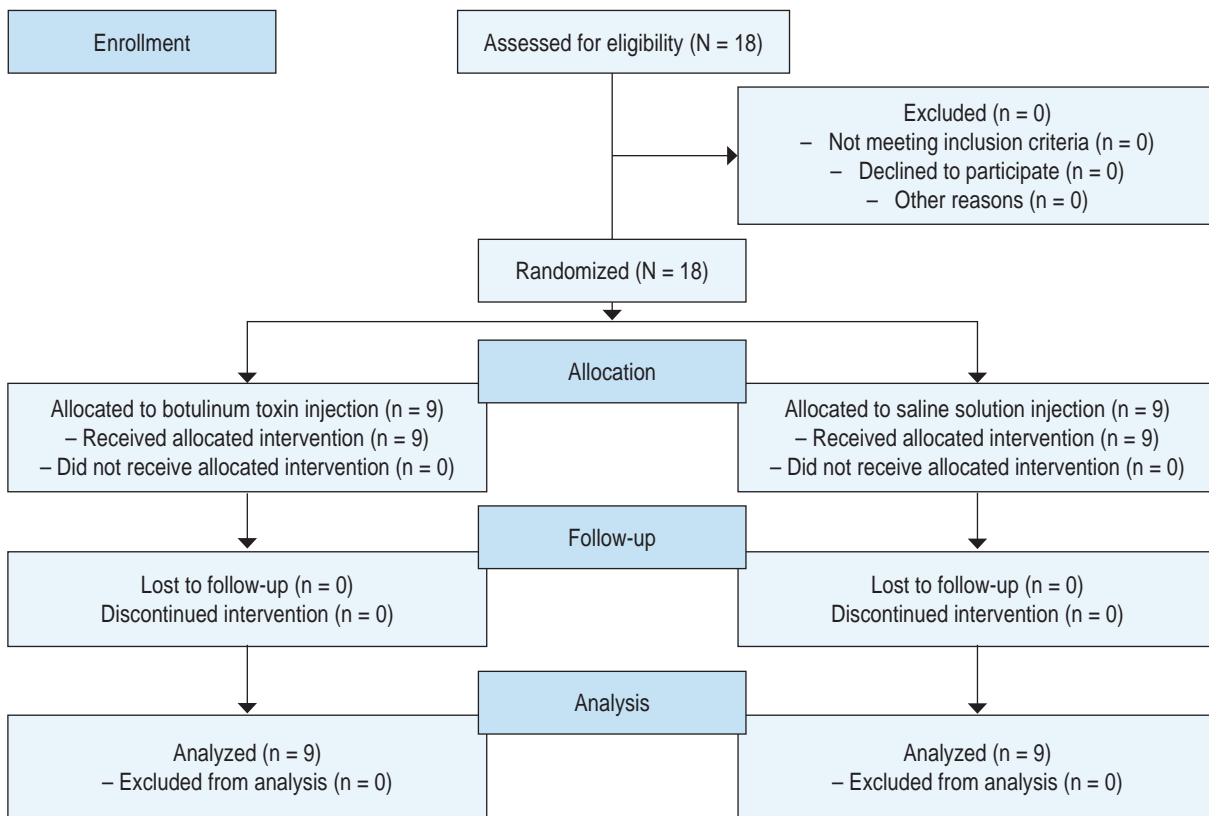 Enrollment
Assessed for eligibility (N = 18)
Excluded (n = 0)
– Not meeting inclusion criteria (n = 0)
– Declined to participate (n = 0)
– Other reasons (n = 0)
Randomized (N = 18)
Allocation
Allocated to botulinum toxin injection (n = 9)
– Received allocated intervention (n = 9)
– Did not receive allocated intervention (n = 0)
Allocated to saline solution injection (n = 9)
– Received allocated intervention (n = 9)
– Did not receive allocated intervention (n = 0)
Follow-up
Lost to follow-up (n = 0)
Discontinued intervention (n = 0)
Lost to follow-up (n = 0)
Discontinued intervention (n = 0)
Analysis
Analyzed (n = 9)
– Excluded from analysis (n = 0)
Analyzed (n = 9)
– Excluded from analysis (n = 0)